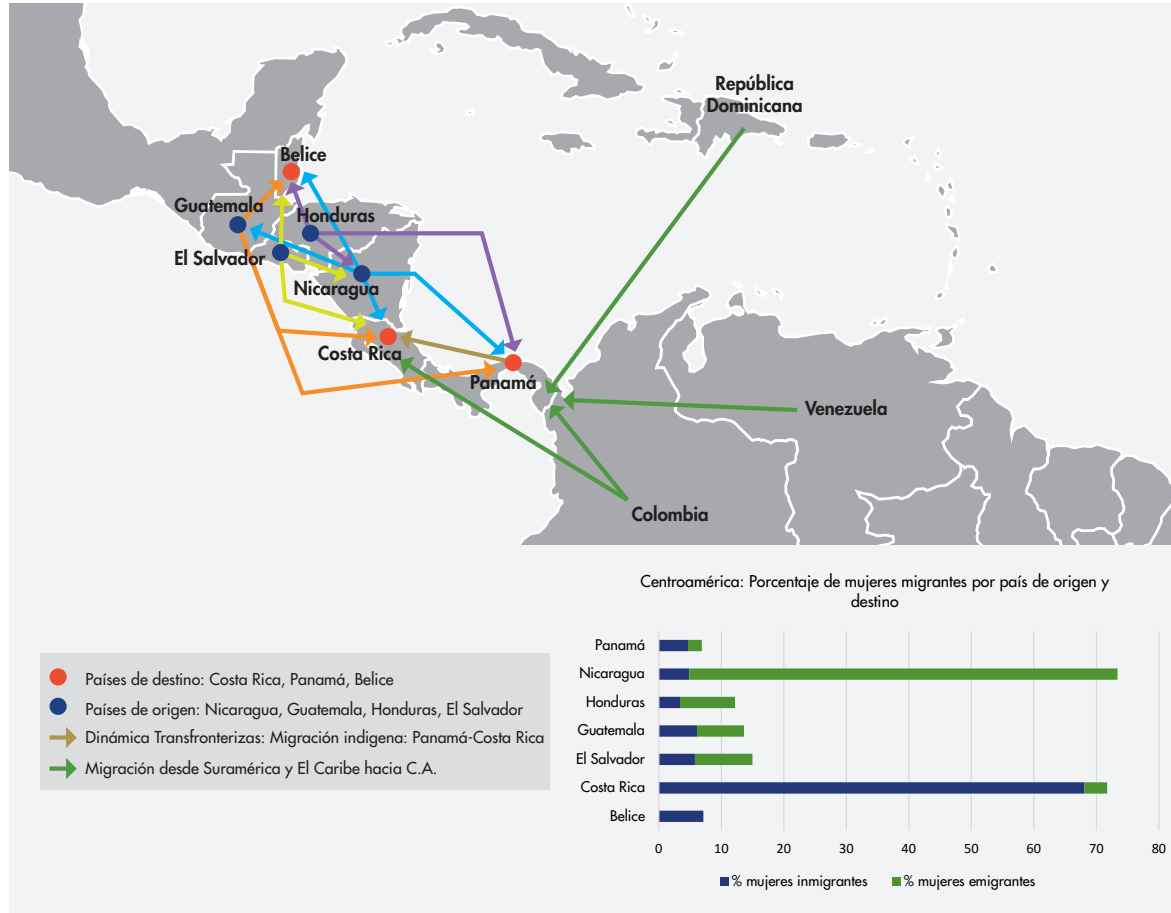 República
Dominicana
Belice
Guatemala
Honduras
El Salvador
Nicaragua
Costa Rica
Panamá
Venezuela
Colombia
Países de destino: Costa Rica, Panamá, Belice
Países de origen: Nicaragua, Guatemala, Honduras, El Salvador
Dinámica Transfronterizas: Migración indigena: Panamá-Costa Rica
Migración desde Suramérica y El Caribe hacia C.A.
Centroamérica: Porcentaje de mujeres migrantes por país de origen y
destino
Panamá
Nicaragua
Honduras
Guatemala
El Salvador
Costa Rica
Belice
0 10 20 30 40 50 60 70 80
% mujeres inmigrantes % mujeres emigrantes